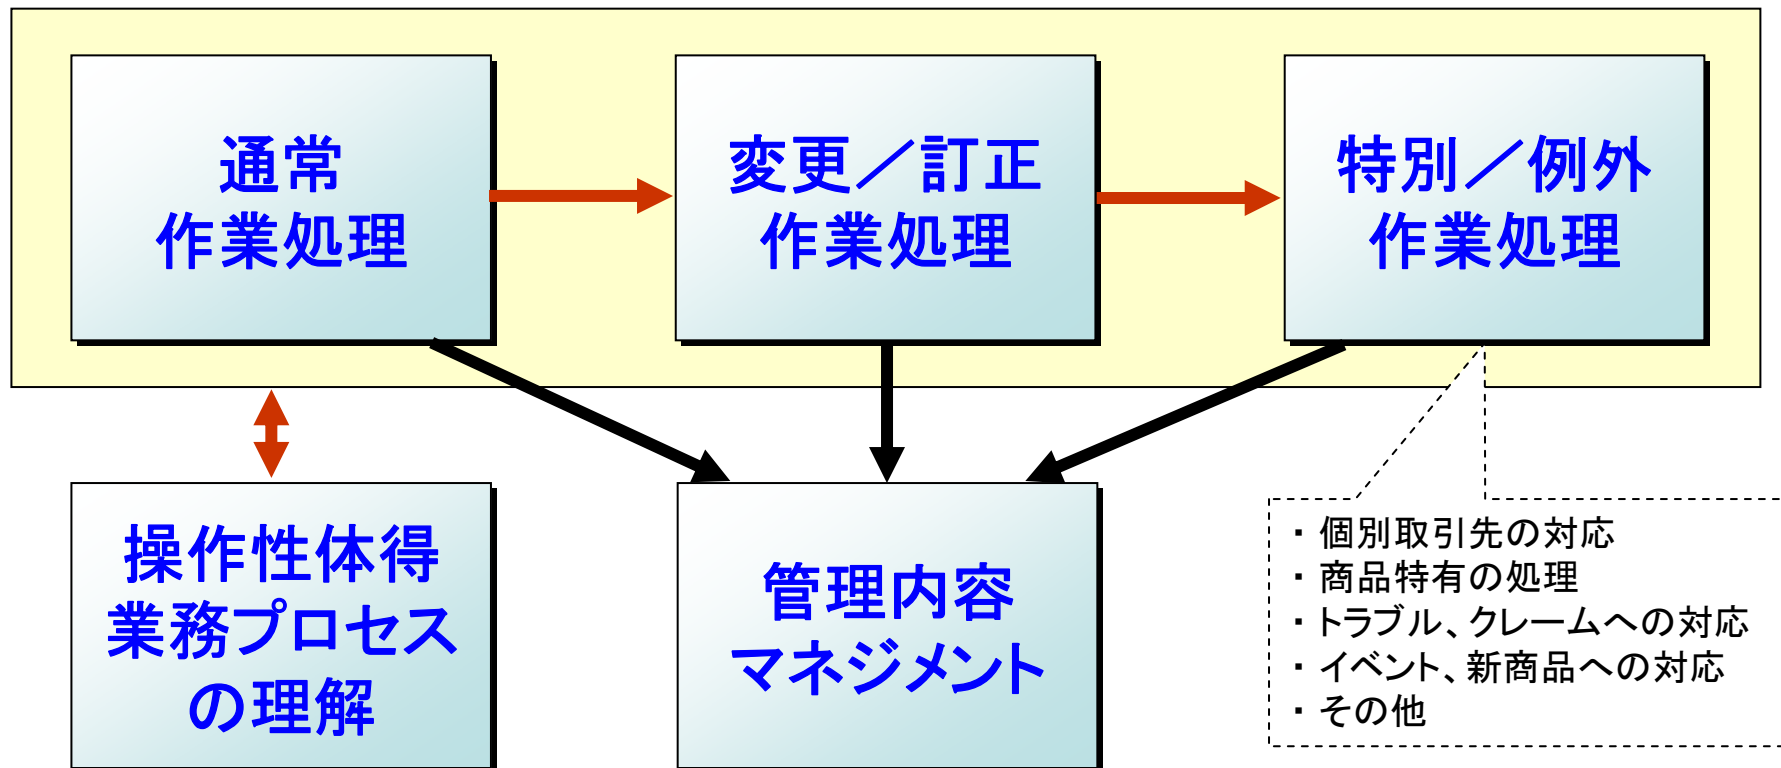 通常
作業処理
変更／訂正
作業処理
特別／例外
作業処理
操作性体得
業務プロセス
の理解
管理内容
マネジメント
・個別取引先の対応
・商品特有の処理
・トラブル、クレームへの対応
・イベント、新商品への対応
・その他